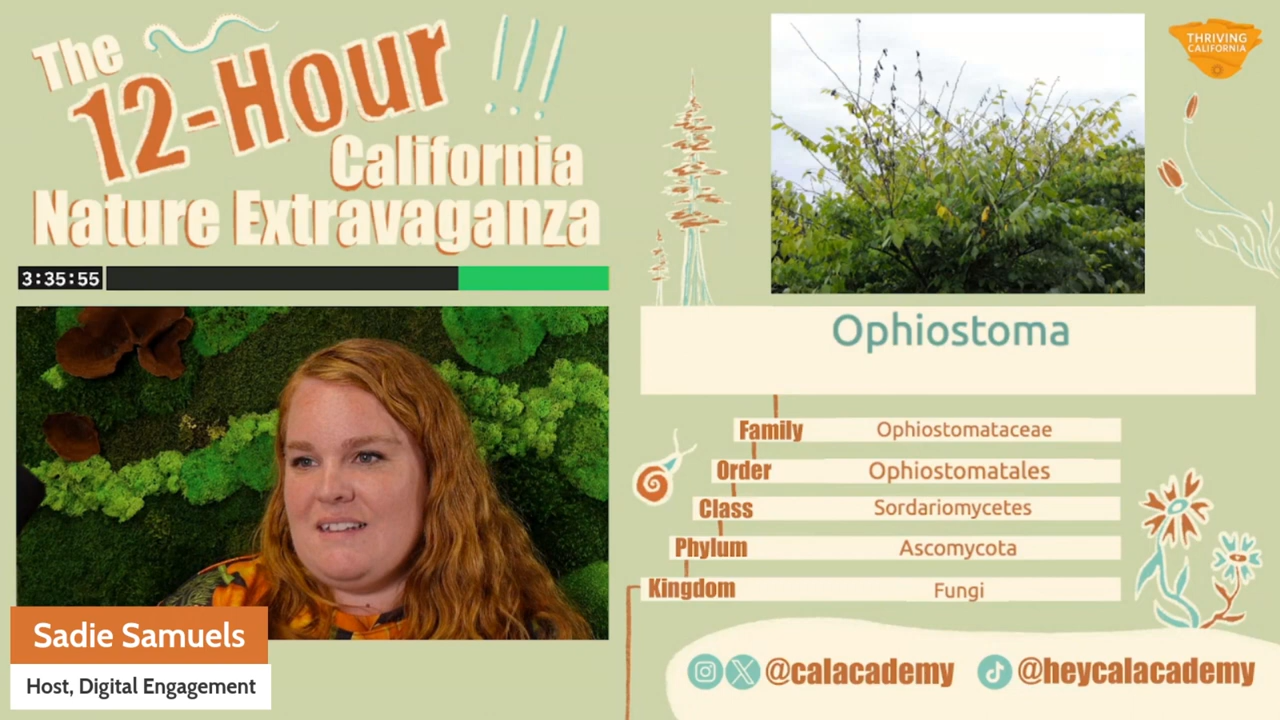 The
12-Hour
!!!
California
Nature Extravaganza
3:35:55
Sadie Samuels
Host, Digital Engagement
THRIVING
CALIFORNIA
Ophiostoma
Family Ophiostomataceae
Order Ophiostomatales
Class Sordariomycetes
Phylum Ascomycota
Kingdom Fungi
@calacademy @heycalacademy